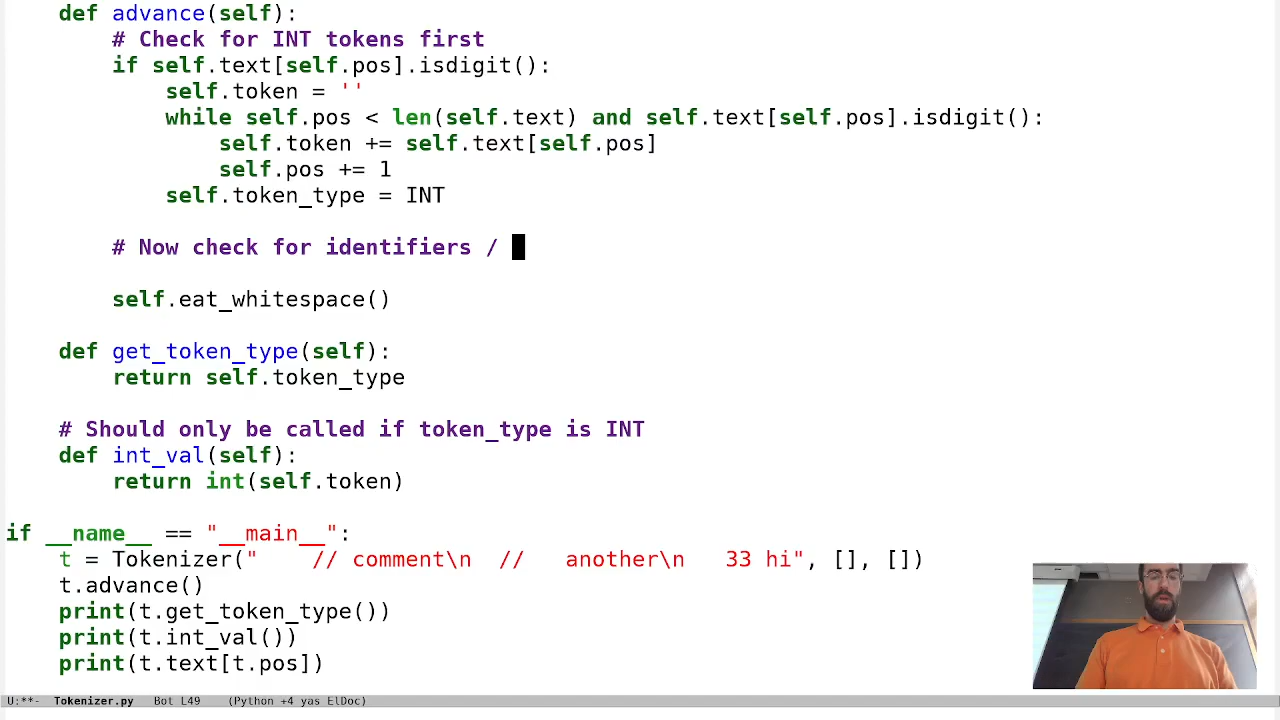 def advance(self):
# Check for INT tokens first
if self.text[self.pos].isdigit():
self.token = ''
while self.pos < len(self.text) and self.text[self.pos].isdigit():
self.token += self.text[self.pos]
self.pos += 1
self.token_type = INT
# Now check for identifiers /
self.eat_whitespace()
def get_token_type(self):
return self.token_type
# Should only be called if token_type is INT
def int_val(self):
return int(self.token)
if __name__ == "__main__":
t = Tokenizer("    // comment\n  //   another\n   33 hi", [], [])
t.advance()
print(t.get_token_type())
print(t.int_val())
print(t.text[t.pos])
U:**-  Tokenizer.py   Bot L49    (Python +4 yas ElDoc)